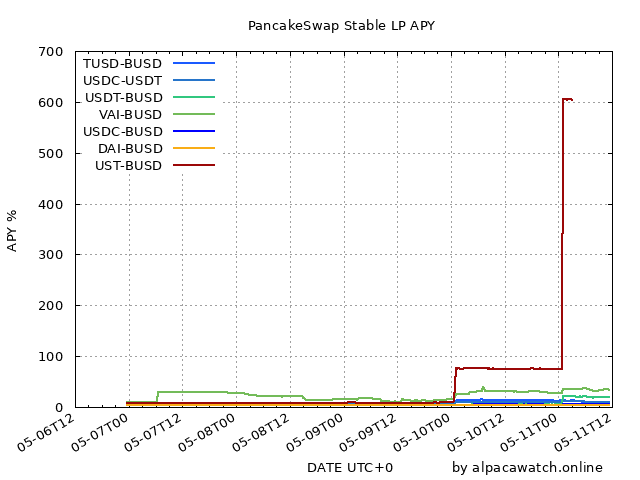 PancakeSwap Stable LP APY
700
600
500
400
300
200
100
0
APY %
TUSD-BUSD
USDC-USDT
USDT-BUSD
VAI-BUSD
USDC-BUSD
DAI-BUSD
UST-BUSD
05-06T12
05-07T00
05-07T12
05-08T00
05-08T12
05-09T00
05-09T12
05-10T00
05-10T12
05-11T00
05-11T12
DATE UTC+0
by alpacawatch.online